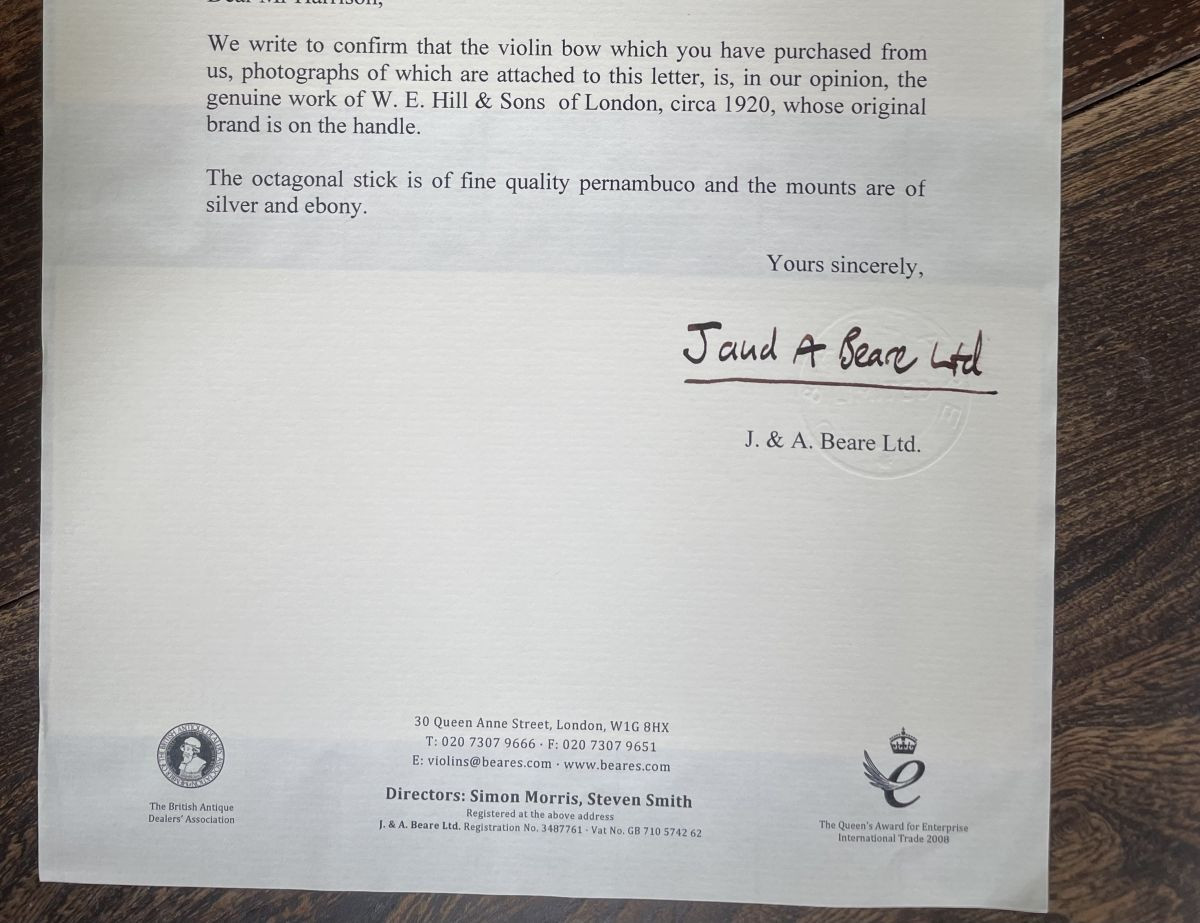 Dear Mr Harrison,
We write to confirm that the violin bow which you have purchased from
us, photographs of which are attached to this letter, is, in our opinion, the
genuine work of W. E. Hill & Sons of London, circa 1920, whose original
brand is on the handle.
The octagonal stick is of fine quality pernambuco and the mounts are of
silver and ebony.
Yours sincerely,
J and A Beare Ltd
J. & A. Beare Ltd.
30 Queen Anne Street, London, W1G 8HX
T: 020 7307 9666 · F: 020 7307 9651
E: violins@beares.com · www.beares.com
Directors: Simon Morris, Steven Smith
Registered at the above address
J. & A. Beare Ltd. Registration No. 3487761 · Vat No. GB 710 5742 62
The British Antique
Dealers' Association
The Queen's Award for Enterprise
International Trade 2008